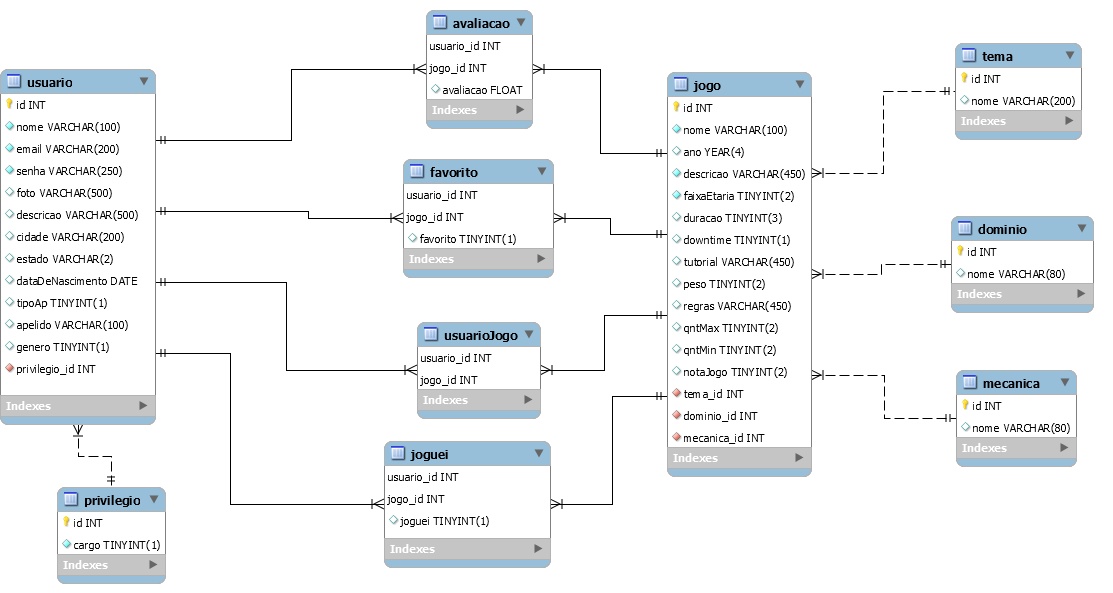 usuario
id INT
nome VARCHAR(100)
email VARCHAR(200)
senha VARCHAR(250)
foto VARCHAR(500)
descricao VARCHAR(500)
cidade VARCHAR(200)
estado VARCHAR(2)
dataDeNascimento DATE
tipoAp TINYINT(1)
apelido VARCHAR(100)
genero TINYINT(1)
privilegio_id INT
Indexes
privilegio
id INT
cargo TINYINT(1)
Indexes
avaliacao
usuario_id INT
jogo_id INT
avaliacao FLOAT
Indexes
favorito
usuario_id INT
jogo_id INT
favorito TINYINT(1)
Indexes
usuarioJogo
usuario_id INT
jogo_id INT
Indexes
joguei
usuario_id INT
jogo_id INT
joguei TINYINT(1)
Indexes
jogo
id INT
nome VARCHAR(100)
ano YEAR(4)
descricao VARCHAR(450)
faixaEtaria TINYINT(2)
duracao TINYINT(3)
downtime TINYINT(1)
tutorial VARCHAR(450)
peso TINYINT(2)
regras VARCHAR(450)
qntMax TINYINT(2)
qntMin TINYINT(2)
notaJogo TINYINT(2)
tema_id INT
dominio_id INT
mecanica_id INT
Indexes
tema
id INT
nome VARCHAR(200)
Indexes
dominio
id INT
nome VARCHAR(80)
Indexes
mecanica
id INT
nome VARCHAR(80)
Indexes